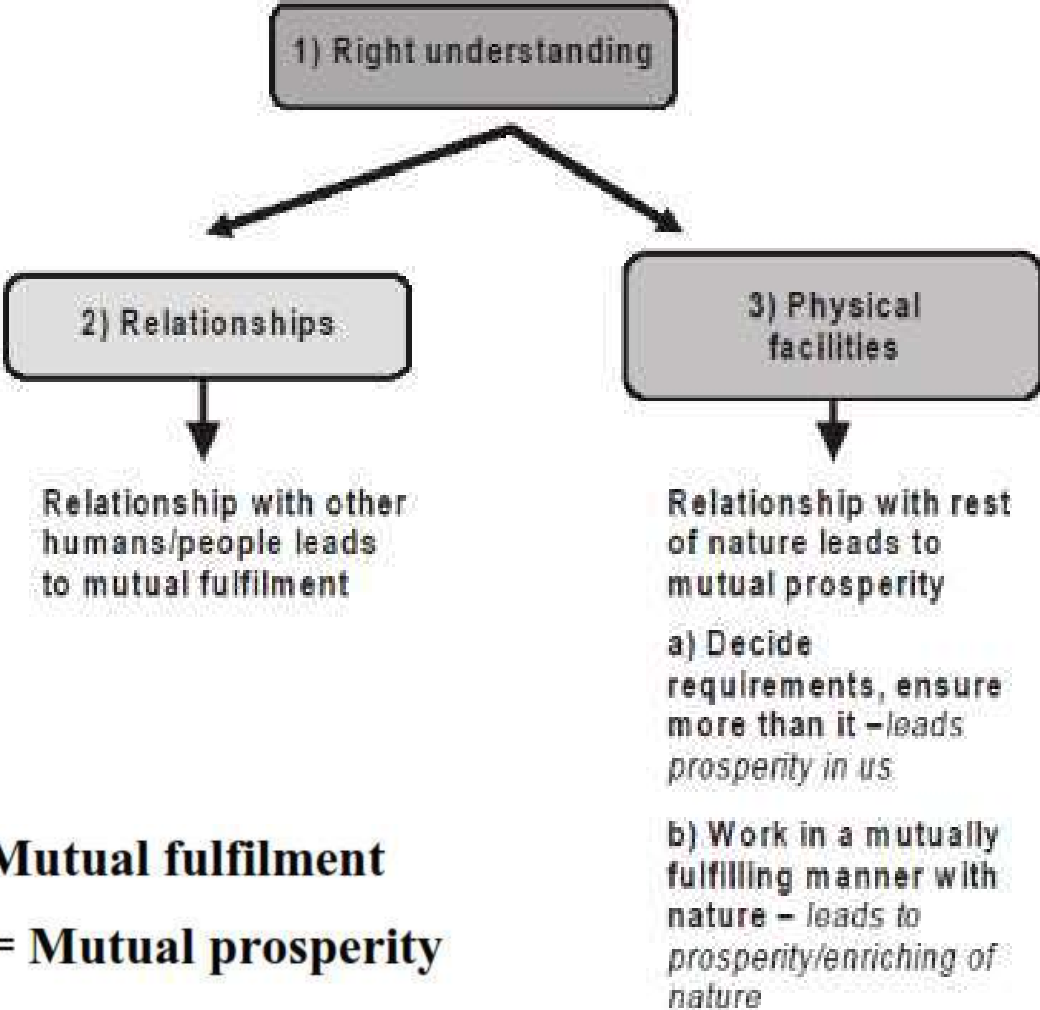 1) Right understanding
2) Relationships
3) Physical
facilities
Relationship with other
humans/people leads
to mutual fulfilment
Relationship with rest
of nature leads to
mutual prosperity
a) Decide
requirements, ensure
more than it –leads
prosperity in us
b) Work in a mutually
fulfilling manner with
nature – leads to
prosperity/enriching of
nature
Mutual fulfilment
= Mutual prosperity